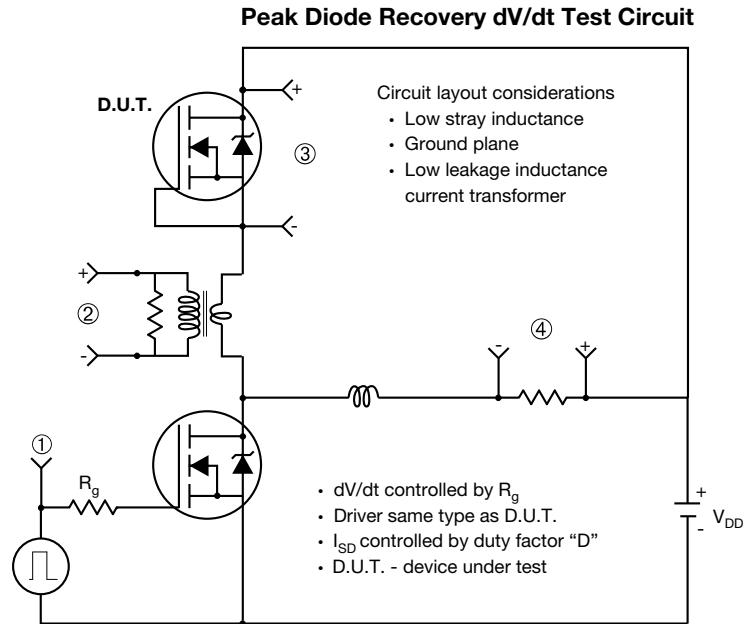 Peak Diode Recovery dV/dt Test Circuit
+
D.U.T.
Circuit layout considerations
• Low stray inductance
• Ground plane
• Low leakage inductance
current transformer
③
-
+
②
-
④
-
+
①
Rg
• dV/dt controlled by Rg
• Driver same type as D.U.T.
• ISD controlled by duty factor “D”
• D.U.T. - device under test
+
VDD
-